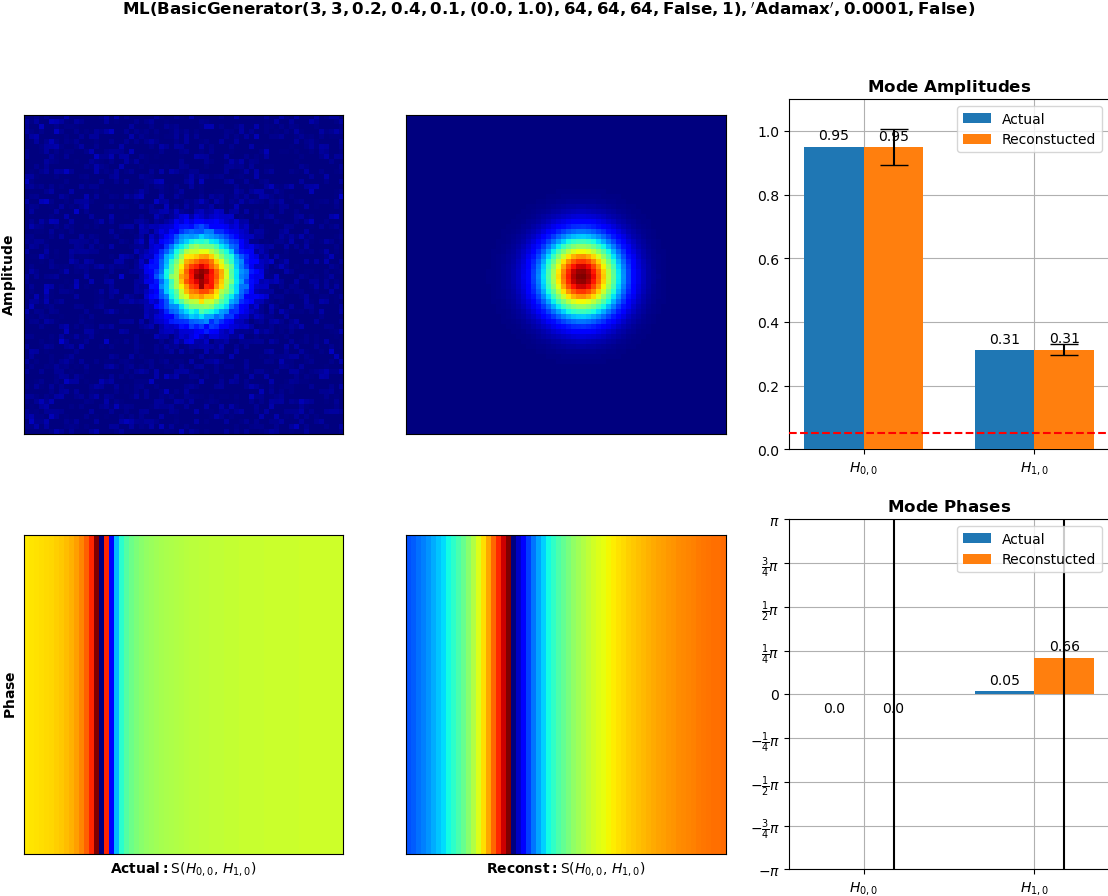 ML(BasicGenerator(3, 3, 0.2, 0.4, 0.1, (0.0, 1.0), 64, 64, 64, False, 1), ′Adamax′, 0.0001, False)
Amplitude
Mode Amplitudes
Actual
Reconstucted
0.95
0.95
0.31
0.31
1.0
0.8
0.6
0.4
0.2
0.0
H0, 0
H1, 0
Phase
Actual: S(H0, 0, H1, 0)
Reconst: S(H0, 0, H1, 0)
Mode Phases
Actual
Reconstucted
π
3/4π
1/2π
1/4π
0
−1/4π
−1/2π
−3/4π
−π
0.0
0.0
0.05
0.66
H0, 0
H1, 0